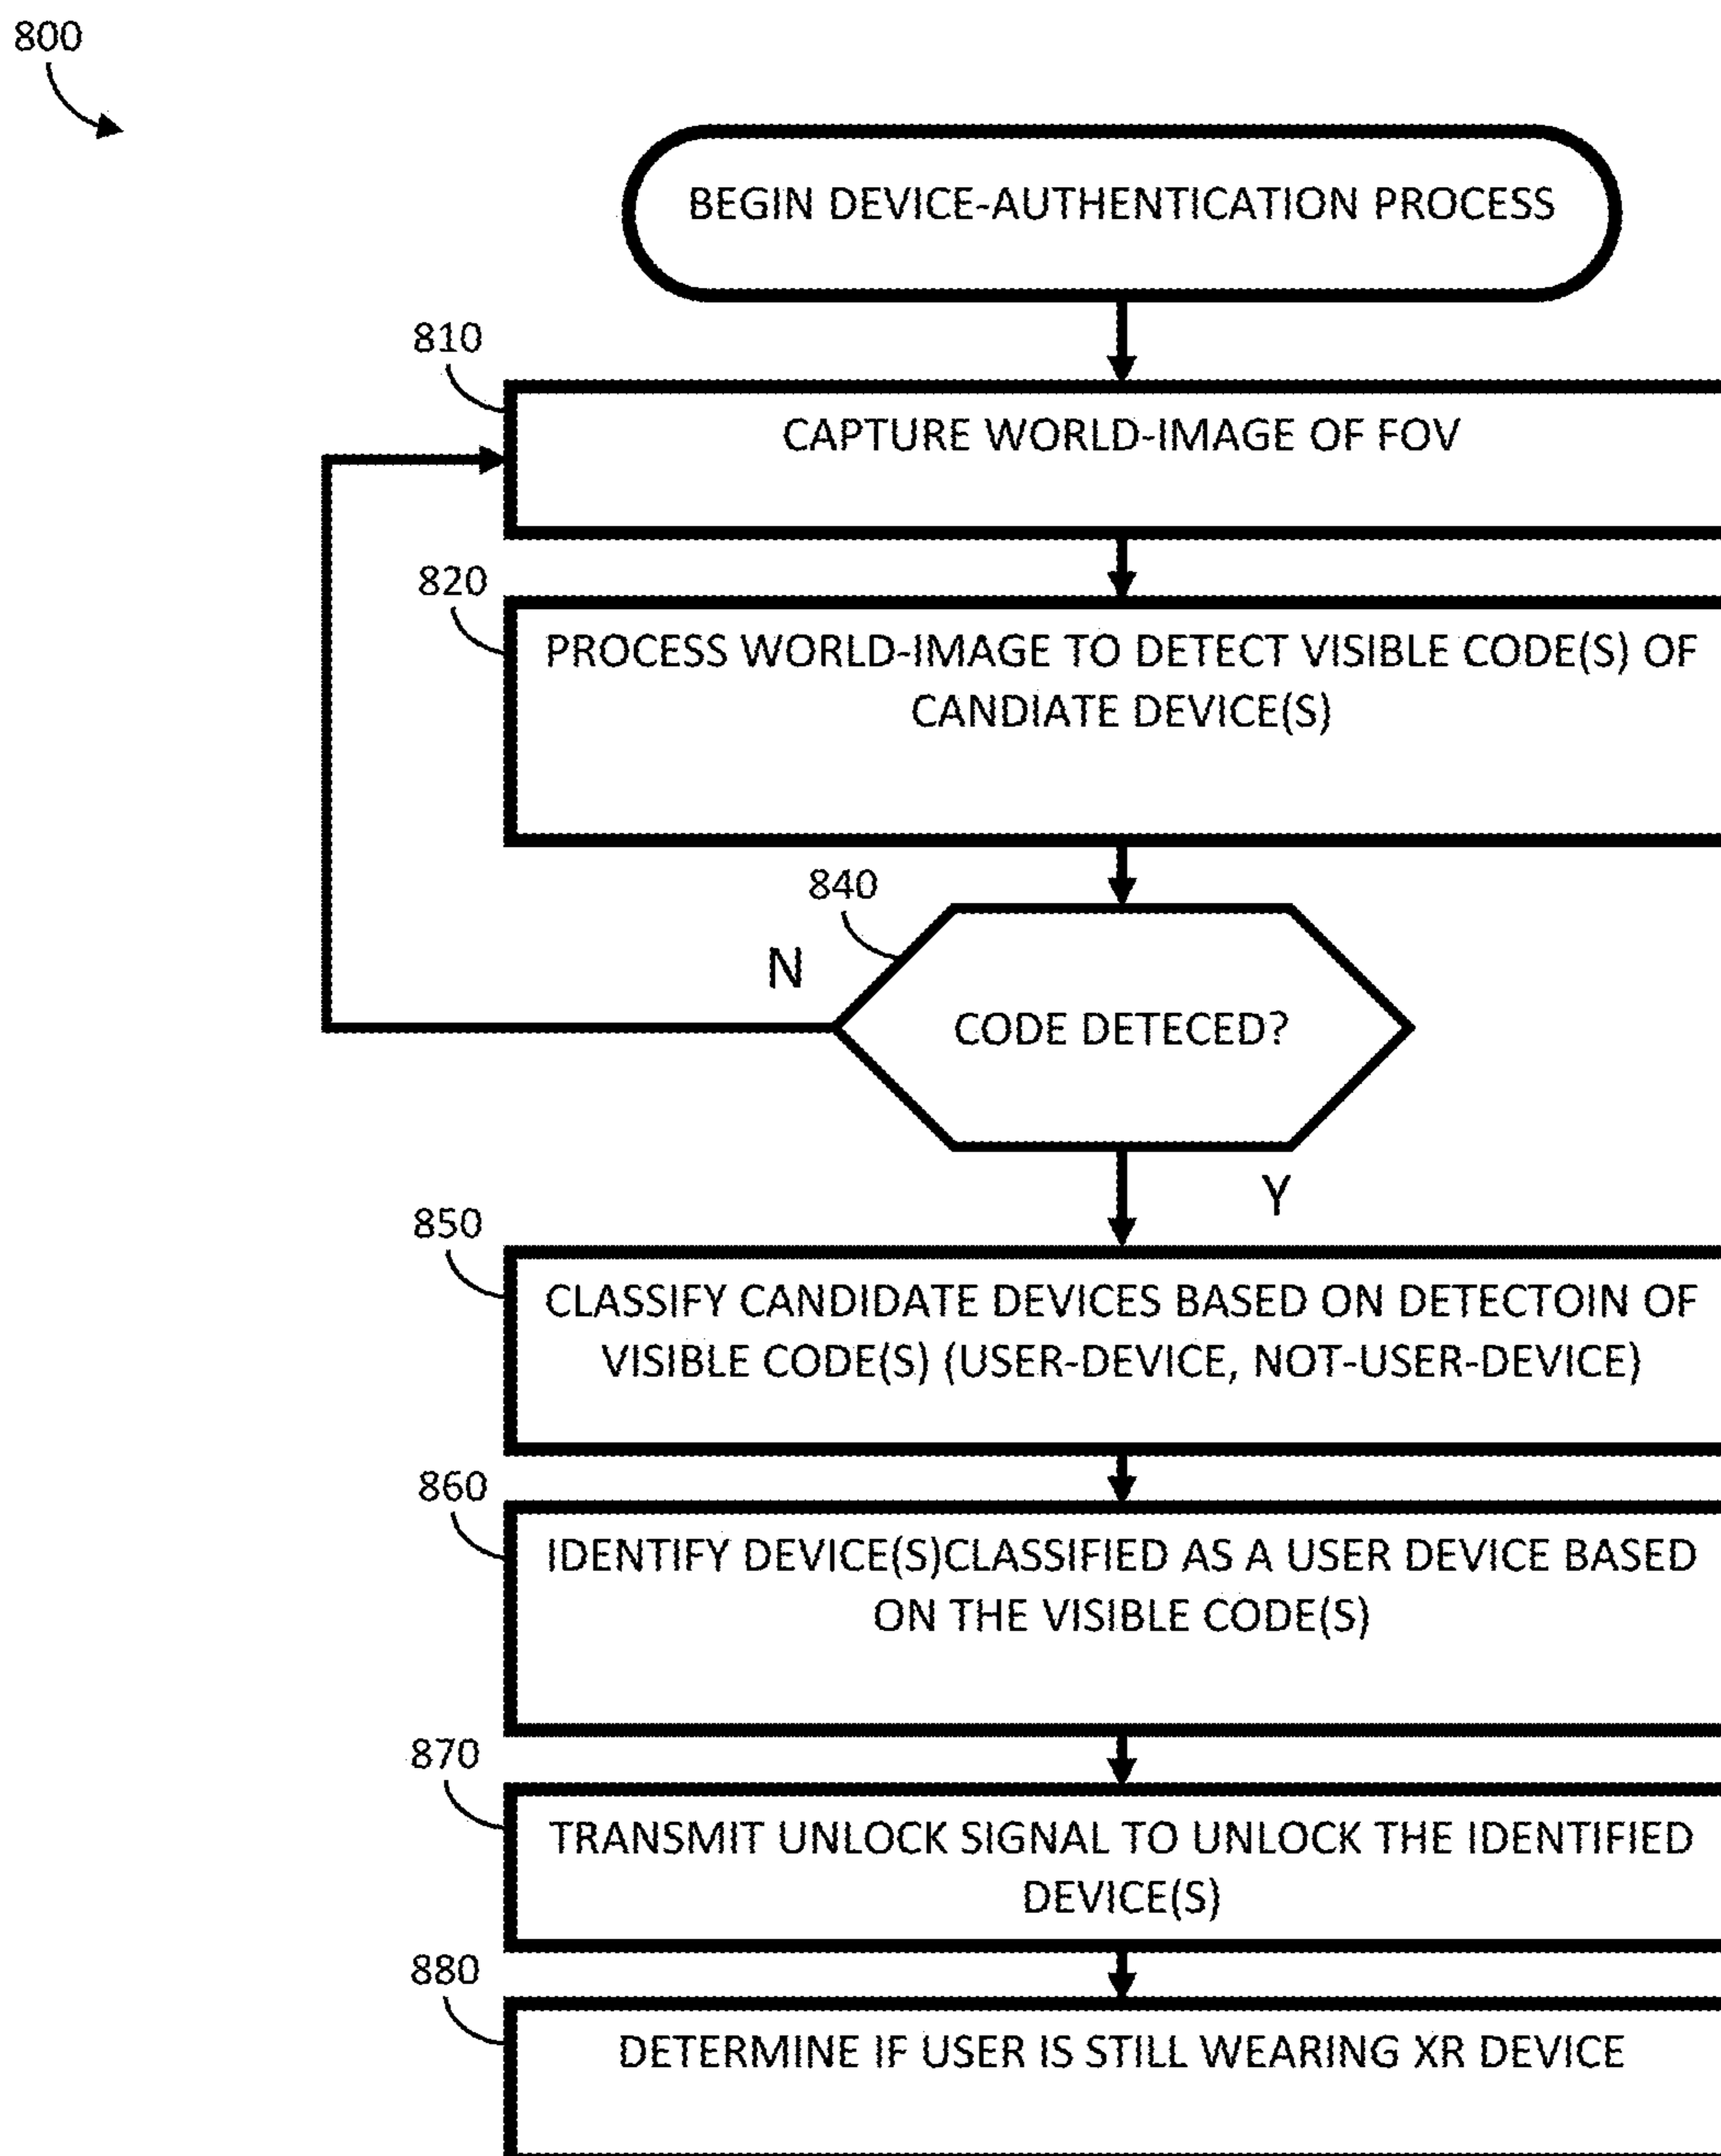 800
BEGIN DEVICE-AUTHENTICATION PROCESS
810
CAPTURE WORLD-IMAGE OF FOV
820
PROCESS WORLD-IMAGE TO DETECT VISIBLE CODE(S) OF
CANDIATE DEVICE(S)
840
N
CODE DETECED?
Y
850
CLASSIFY CANDIDATE DEVICES BASED ON DETECTOIN OF
VISIBLE CODE(S) (USER-DEVICE, NOT-USER-DEVICE)
860
IDENTIFY DEVICE(S)CLASSIFIED AS A USER DEVICE BASED
ON THE VISIBLE CODE(S)
870
TRANSMIT UNLOCK SIGNAL TO UNLOCK THE IDENTIFIED
DEVICE(S)
880
DETERMINE IF USER IS STILL WEARING XR DEVICE